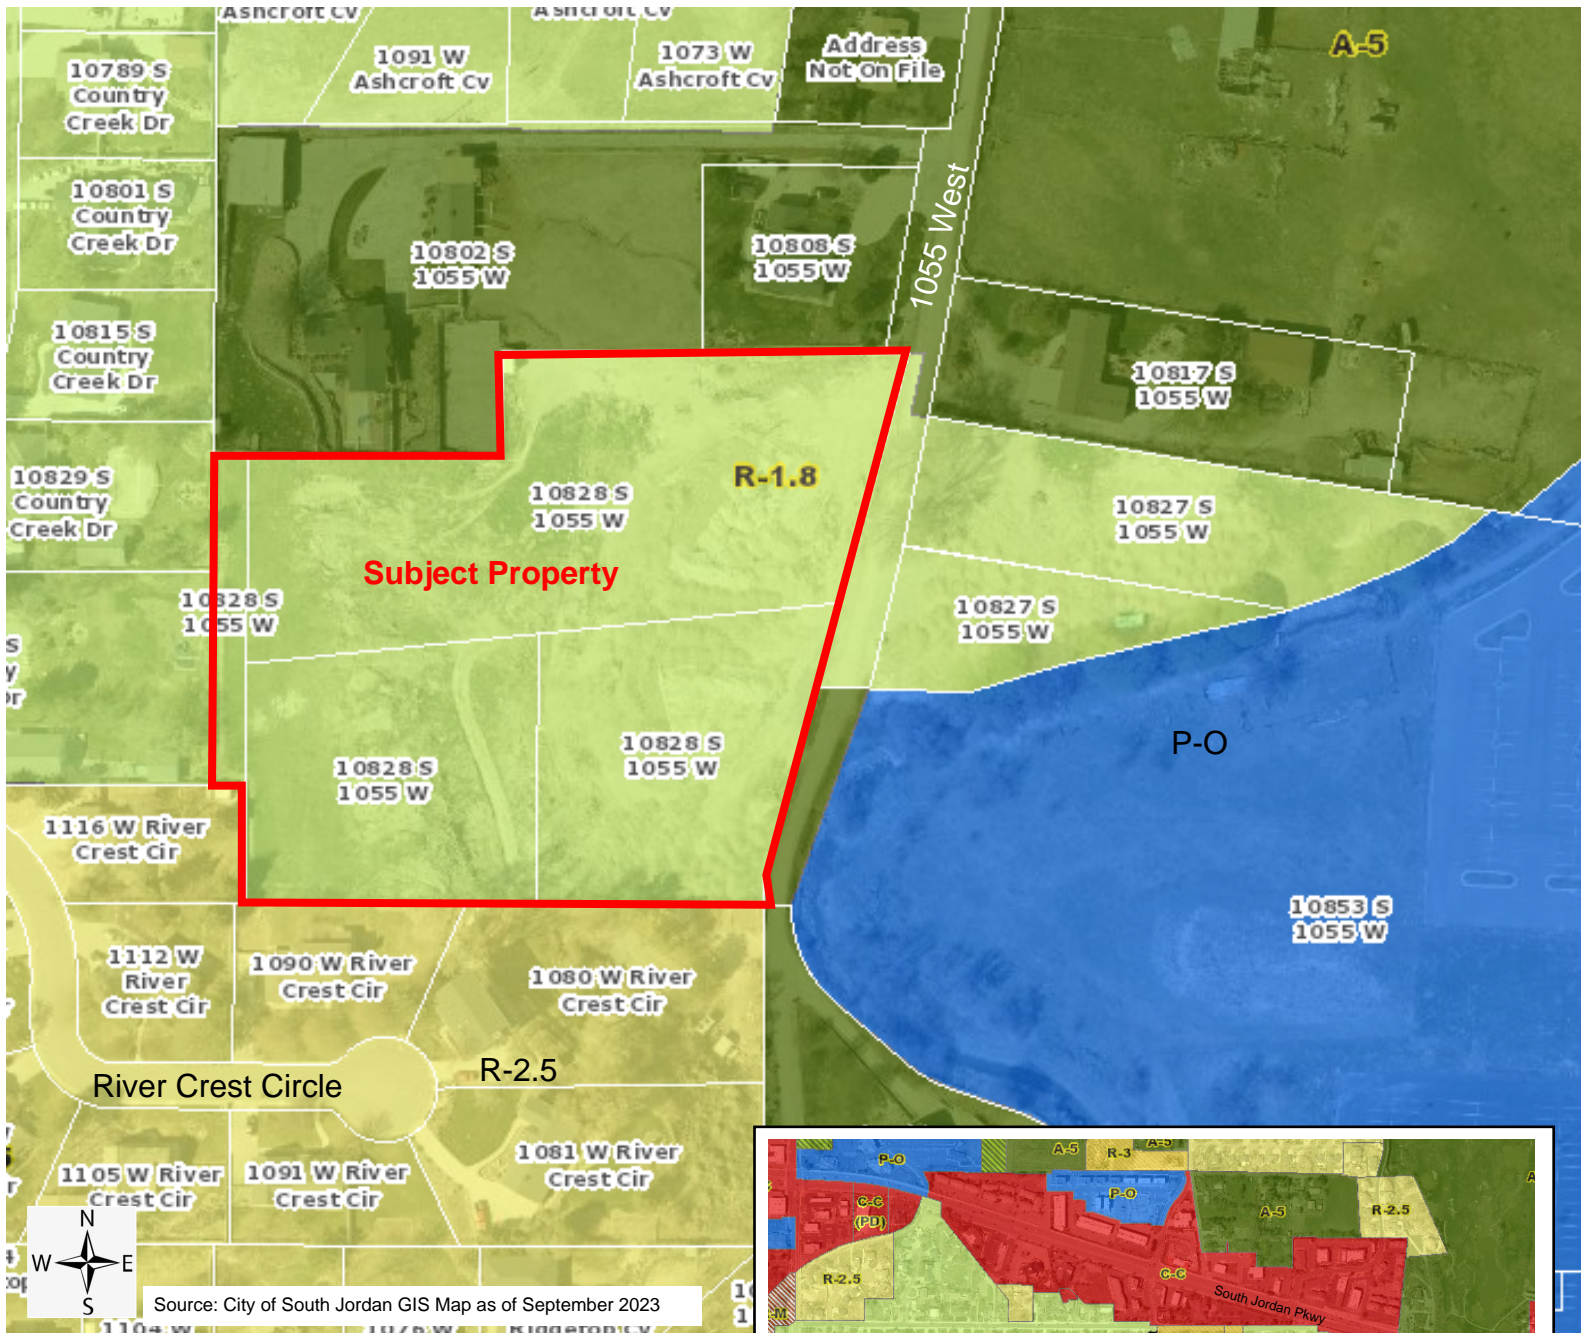 Ashcroft Cv
Ashcroft Cv
1091 W
Ashcroft Cv
1073 W
Ashcroft Cv
Address
Not On File
A-5
10789 S
Country
Creek Dr
10801 S
Country
Creek Dr
10802 S
1055 W
10808 S
1055 W
1055 West
10815 S
Country
Creek Dr
10817 S
1055 W
10829 S
Country
Creek Dr
10828 S
1055 W
R-1.8
10827 S
1055 W
Subject Property
10828 S
1055 W
10827 S
1055 W
10828 S
1055 W
10828 S
1055 W
P-O
1116 W River
Crest Cir
10853 S
1055 W
1112 W
River
Crest Cir
1090 W River
Crest Cir
1080 W River
Crest Cir
River Crest Circle
R-2.5
1105 W River
Crest Cir
1091 W River
Crest Cir
1081 W River
Crest Cir
N
W E
S
Source: City of South Jordan GIS Map as of September 2023
1104 W
1076 W
Ridgetop Cv
P-O
A-5
R-3
A-5
C-C
(PD)
P-O
A-5
R-2.5
R-2.5
C-C
South Jordan Pkwy